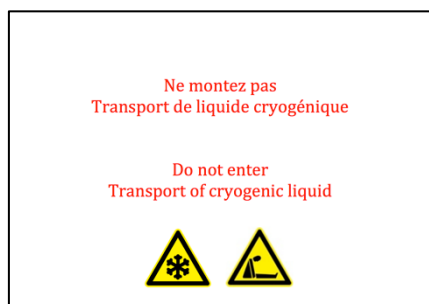 Ne montez pas
Transport de liquide cryogénique
Do not enter
Transport of cryogenic liquid